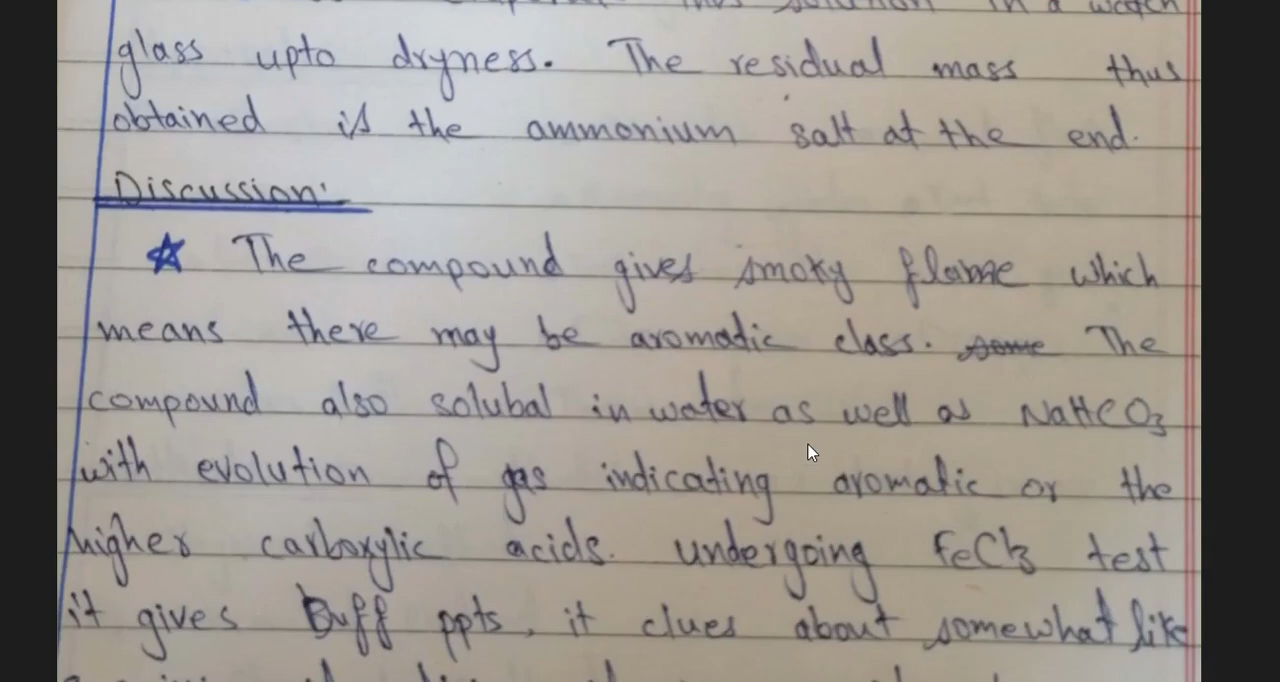 solution in a watch
glass upto dryness. The residual mass thus
obtained is the ammonium salt at the end.
Discussion:
☆ The compound gives smoky flame which
means there may be aromatic class. some The
compound also solubal in water as well as NaHCO3
with evolution of gas indicating aromatic or the
higher carboxylic acids. undergoing FeCl3 test
it gives Buff ppts, it clues about somewhat like